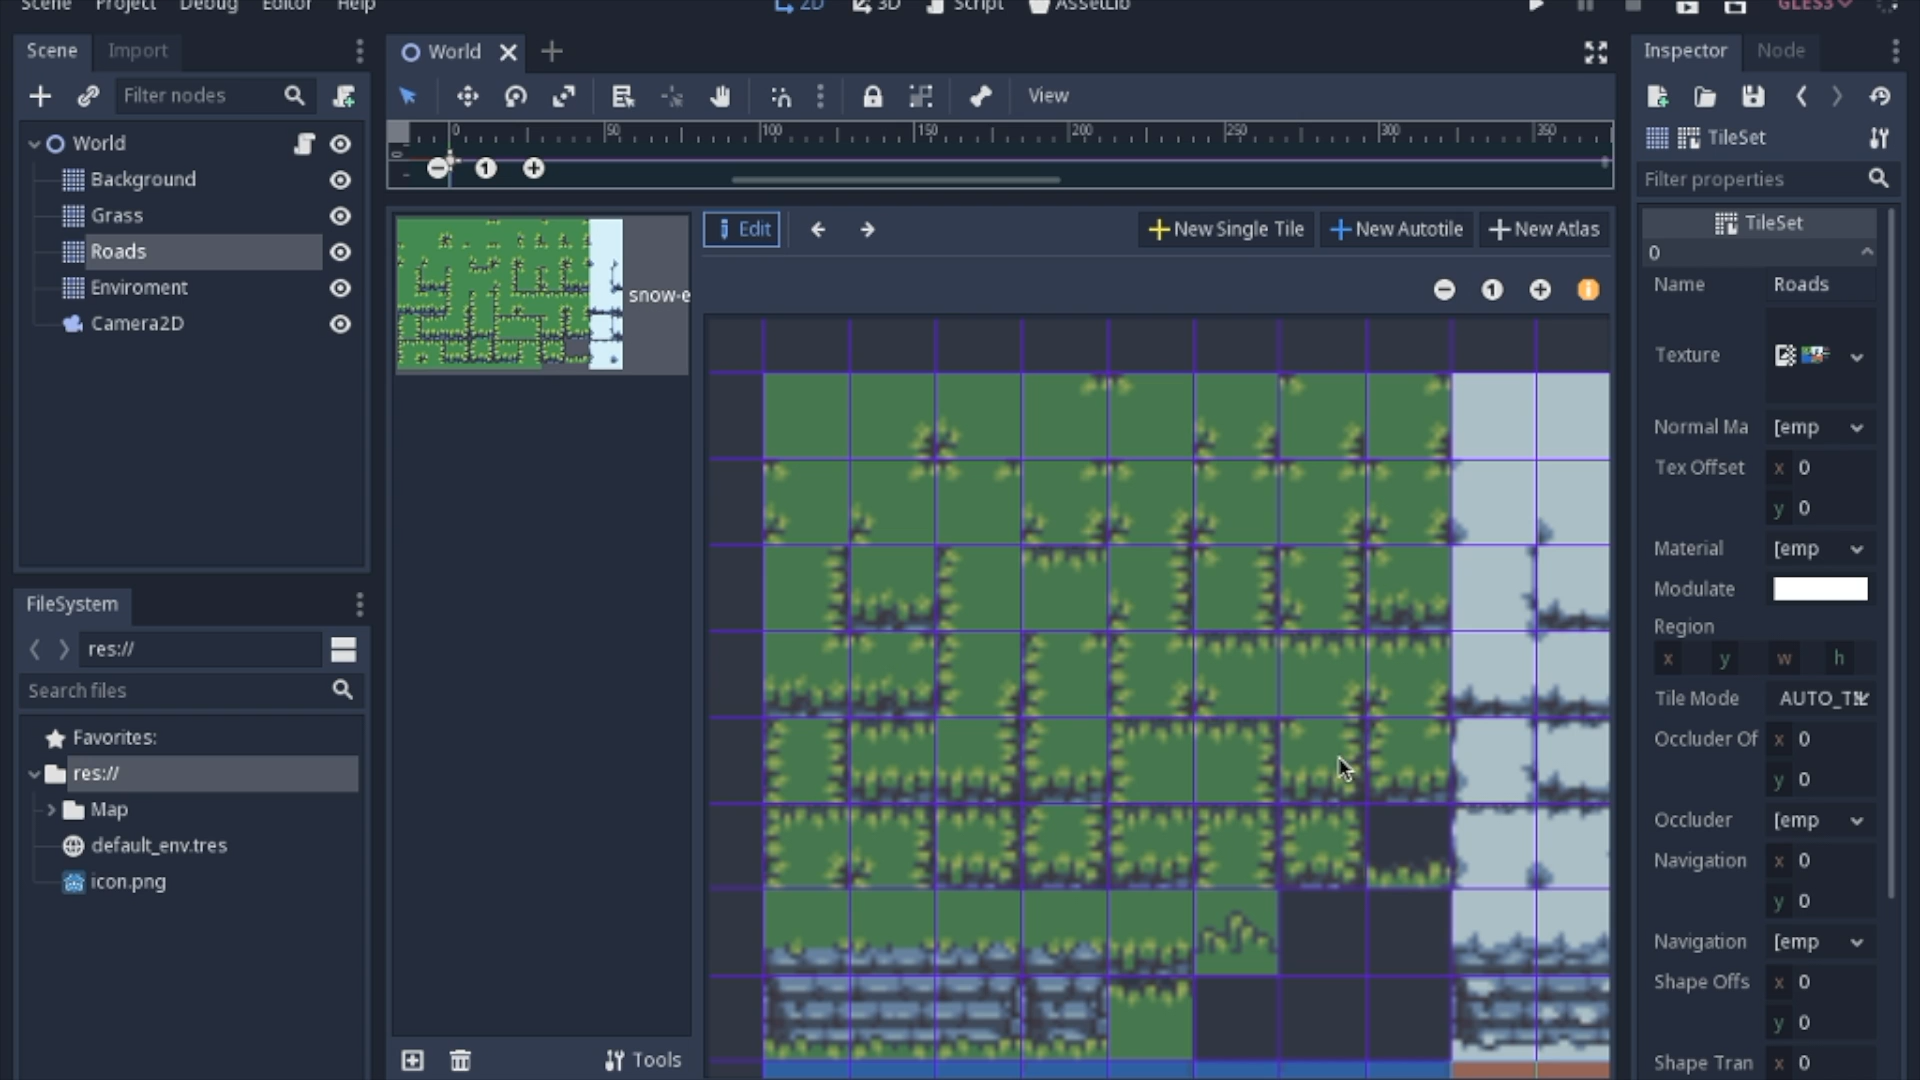 Scene Project Debug Editor Help
2D 3D Script AssetLib
GLES3
Scene Import
World
Inspector Node
Filter nodes
View
0 50 100 150 200 250 300 350
0
1
World
Background
Grass
Roads
Enviroment
Camera2D
TileSet
Filter properties
snow-e
Edit
New Single Tile New Autotile New Atlas
1
TileSet
0
Name Roads
Texture
Normal Ma [emp
Tex Offset x 0
y 0
Material [emp
Modulate
Region
x y w h
Tile Mode AUTO_TI
Occluder Of x 0
y 0
Occluder [emp
Navigation x 0
y 0
Navigation [emp
Shape Offs x 0
y 0
Shape Tran x 0
FileSystem
res://
Search files
Favorites:
res://
Map
default_env.tres
icon.png
Tools